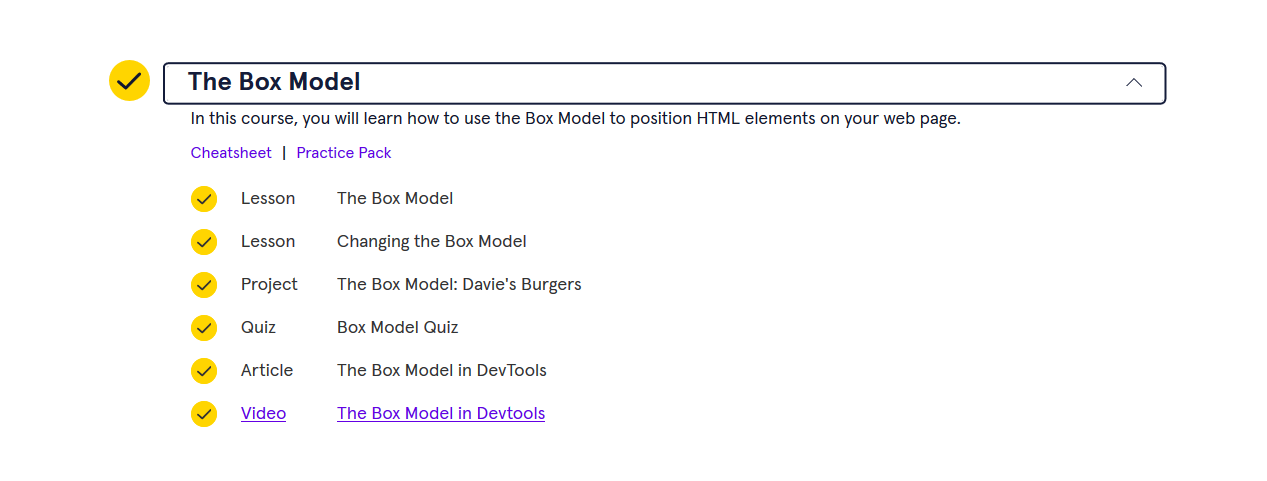 The Box Model
In this course, you will learn how to use the Box Model to position HTML elements on your web page.
Cheatsheet | Practice Pack
Lesson The Box Model
Lesson Changing the Box Model
Project The Box Model: Davie's Burgers
Quiz Box Model Quiz
Article The Box Model in DevTools
Video The Box Model in Devtools